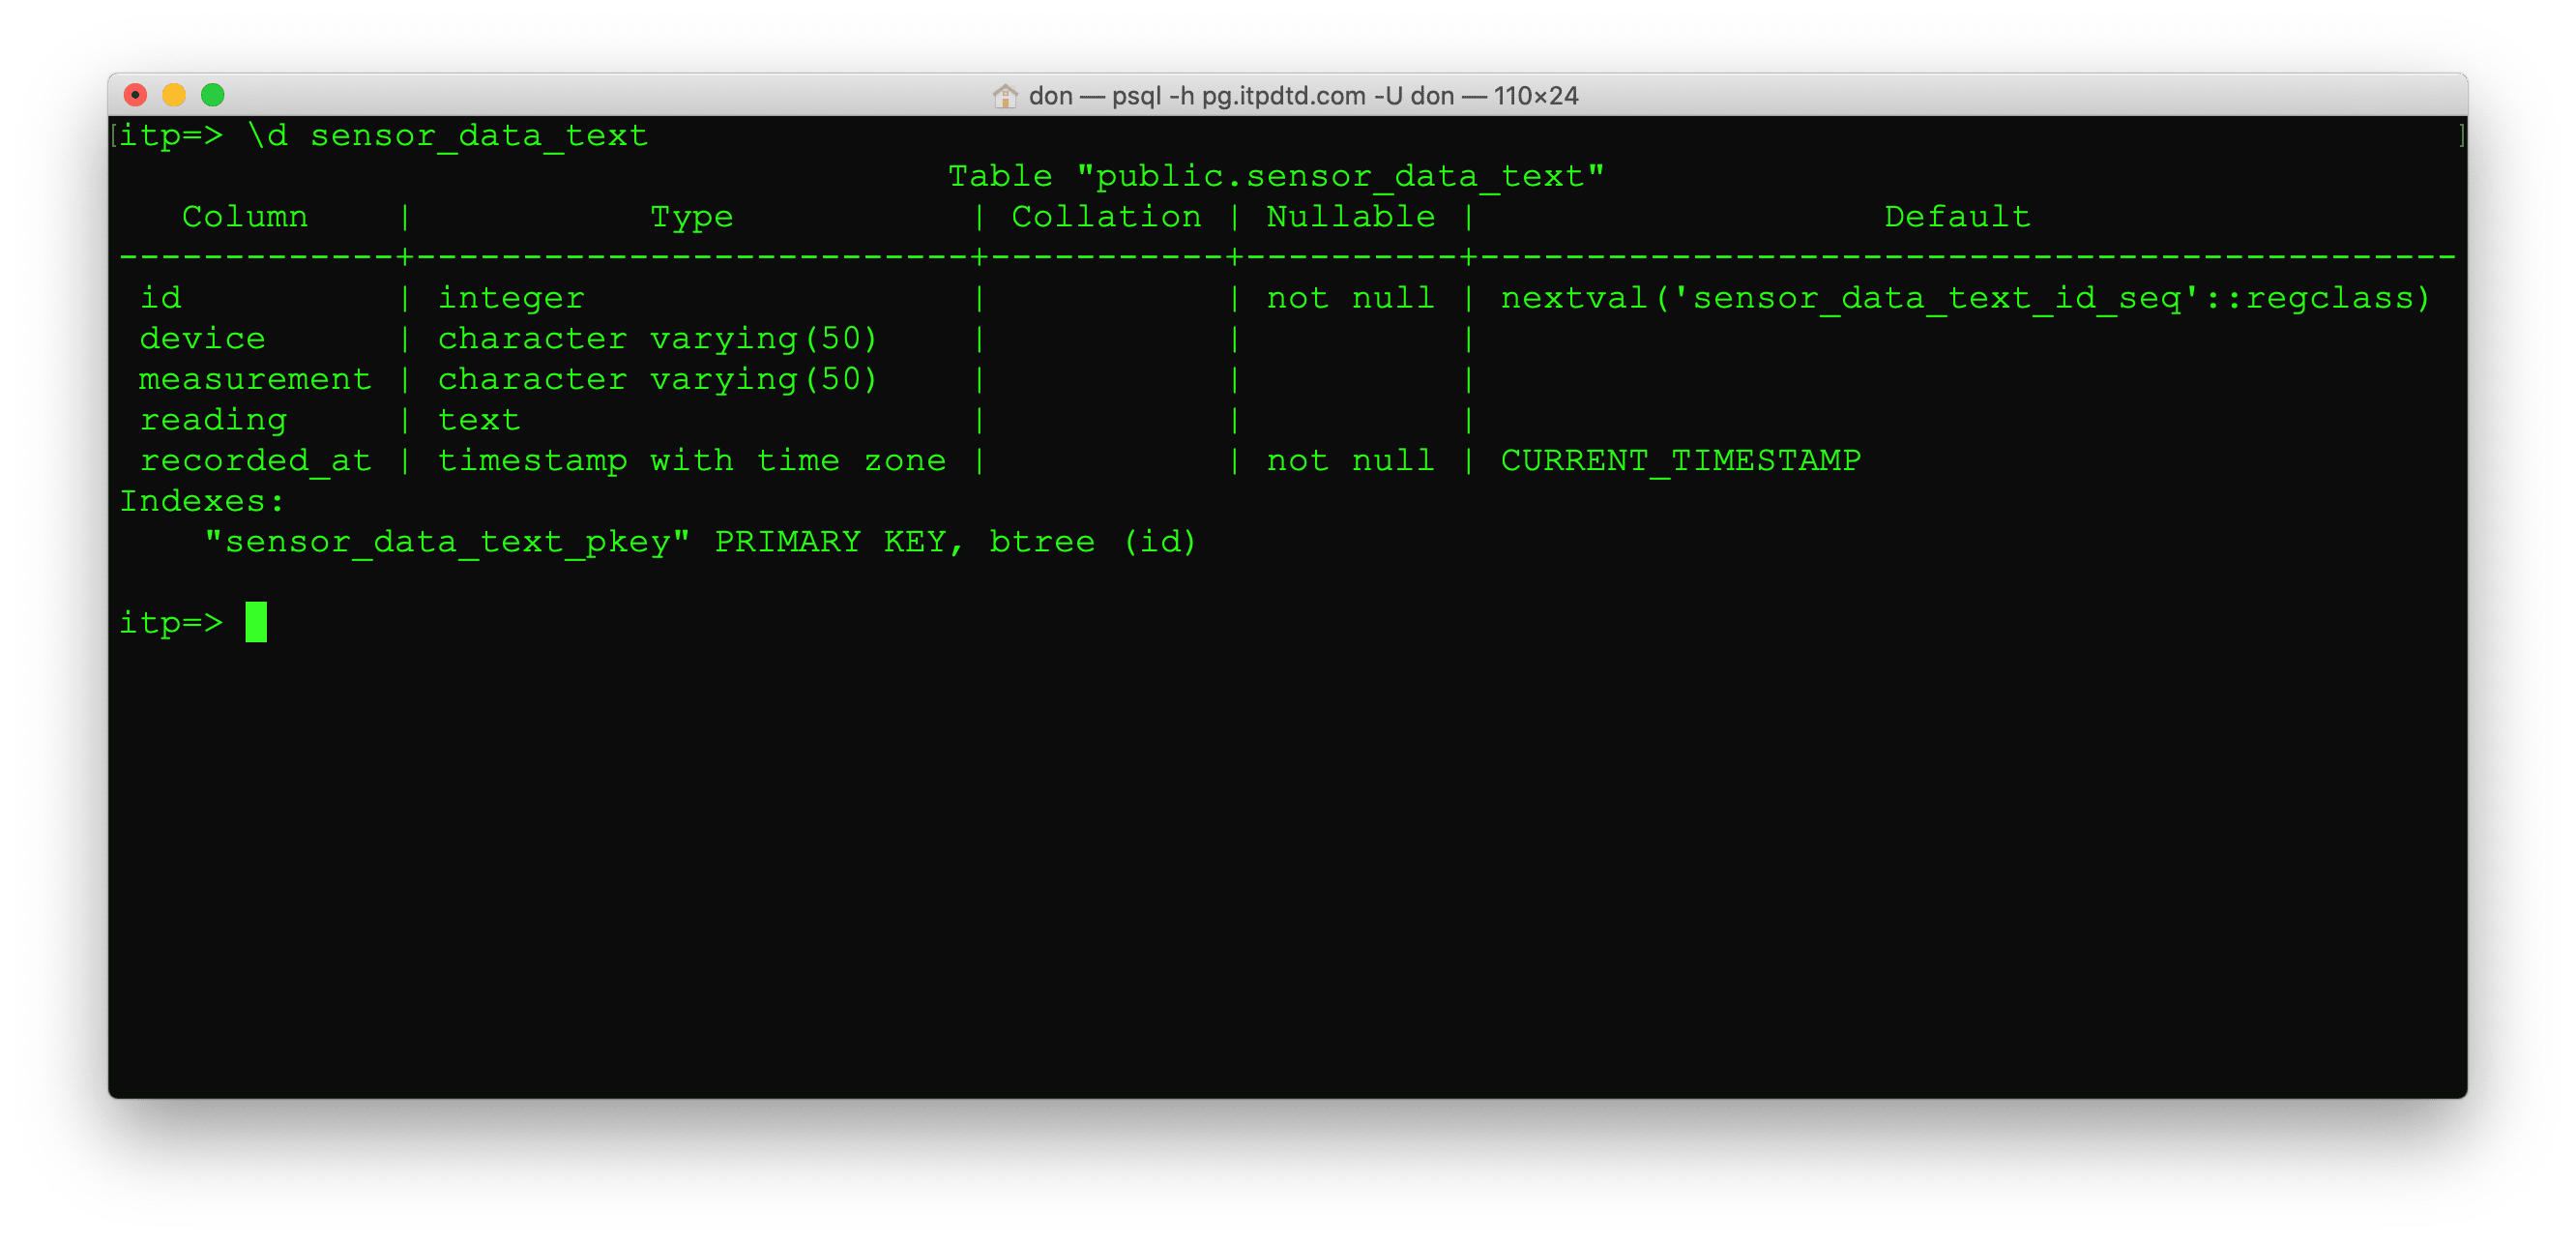 don — psql -h pg.itpdtd.com -U don — 110×24
[itp=> \d sensor_data_text ]
Table "public.sensor_data_text"
Column | Type | Collation | Nullable | Default
-------------+--------------------------+-----------+----------+----------------------------------------------
id | integer | | not null | nextval('sensor_data_text_id_seq'::regclass)
device | character varying(50) | | |
measurement | character varying(50) | | |
reading | text | | |
recorded_at | timestamp with time zone | | not null | CURRENT_TIMESTAMP
Indexes:
"sensor_data_text_pkey" PRIMARY KEY, btree (id)
itp=>